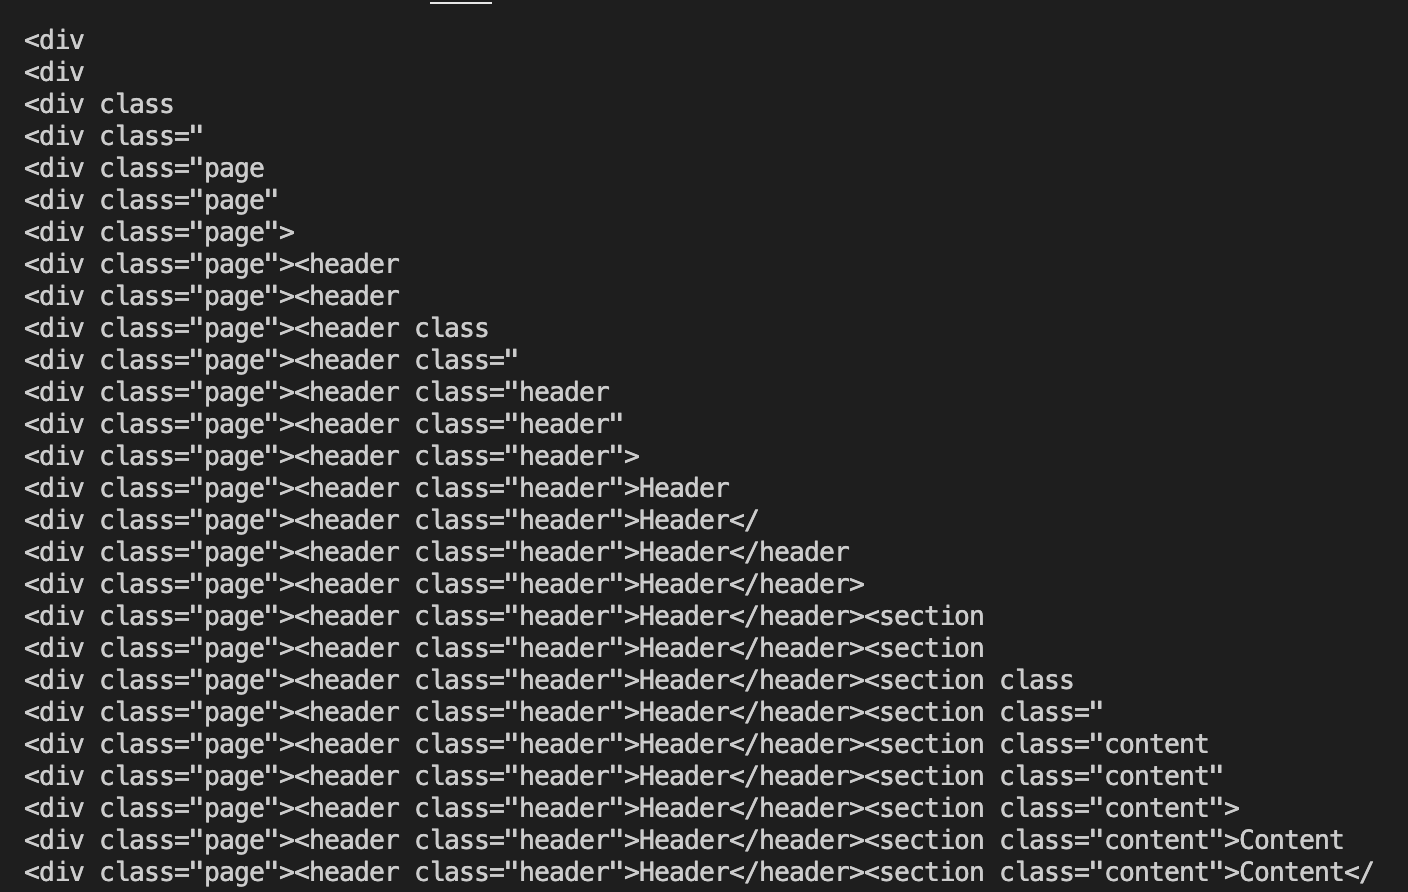 <div
<div
<div class
<div class="
<div class="page
<div class="page"
<div class="page">
<div class="page"><header
<div class="page"><header
<div class="page"><header class
<div class="page"><header class="
<div class="page"><header class="header
<div class="page"><header class="header"
<div class="page"><header class="header">
<div class="page"><header class="header">Header
<div class="page"><header class="header">Header</
<div class="page"><header class="header">Header</header
<div class="page"><header class="header">Header</header>
<div class="page"><header class="header">Header</header><section
<div class="page"><header class="header">Header</header><section
<div class="page"><header class="header">Header</header><section class
<div class="page"><header class="header">Header</header><section class="
<div class="page"><header class="header">Header</header><section class="content
<div class="page"><header class="header">Header</header><section class="content"
<div class="page"><header class="header">Header</header><section class="content">
<div class="page"><header class="header">Header</header><section class="content">Content
<div class="page"><header class="header">Header</header><section class="content">Content</